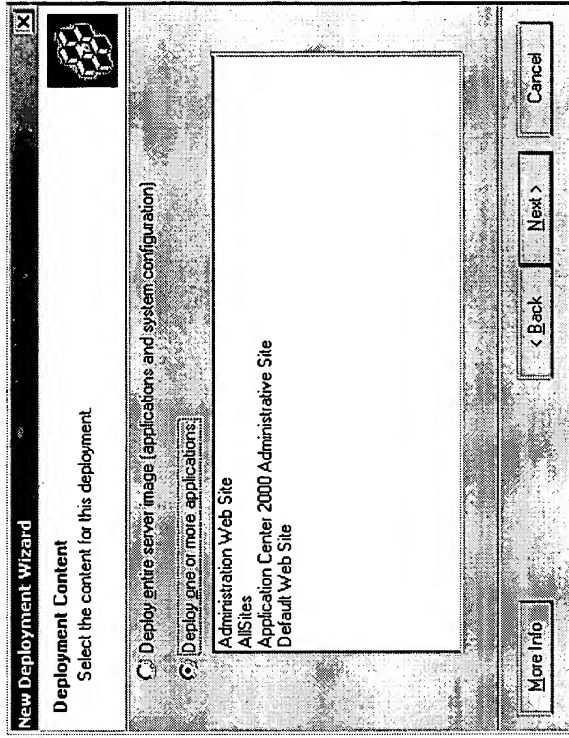 New Deployment Wizard
Deployment Content
Select the content for this deployment.
Deploy entire server image (applications and system configuration)
Deploy one or more applications:
Administration Web Site
AllSites
Application Center 2000 Administrative Site
Default Web Site
More Info
< Back
Next >
Cancel